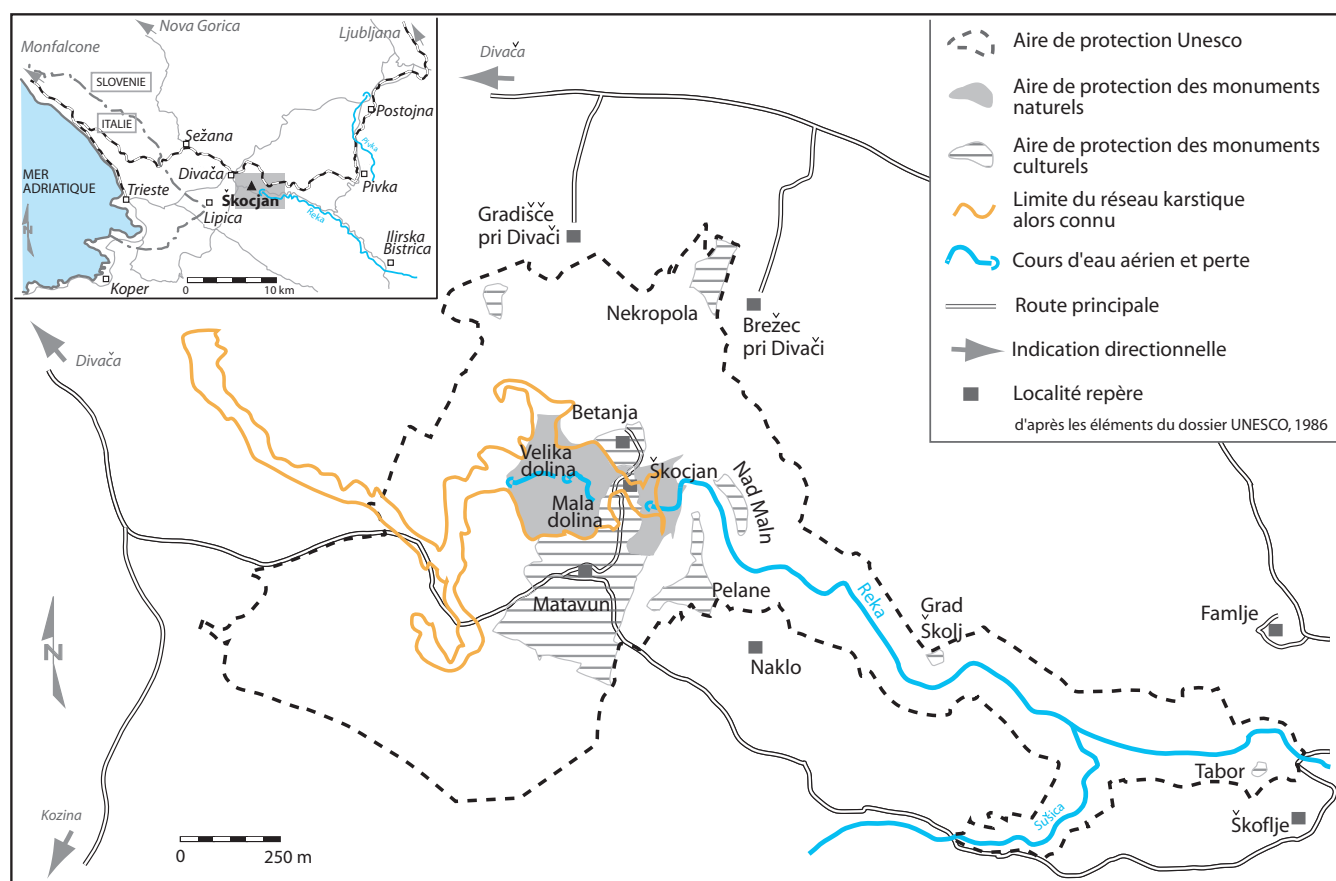 Nova Gorica
Ljubljana
Monfalcone
SLOVENIE
ITALIE
Postojna
Pivka
Sežana
Divača
MER
ADRIATIQUE
Trieste
Škocjan
Pivka
Lipica
Reka
Ilirska
Bistrica
N
Koper
0 10 km
Divača
Aire de protection Unesco
Aire de protection des monuments
naturels
Aire de protection des monuments
culturels
Limite du réseau karstique
alors connu
Cours d'eau aérien et perte
Route principale
Indication directionnelle
Localité repère
d'après les éléments du dossier UNESCO, 1986
Gradišče
pri Divači
Nekropola
Brežec
pri Divači
Divača
Betanja
Velika
dolina
Škocjan
Mala
dolina
Nad Maln
Matavun
Pelane
Reka
Grad
Školj
Famlje
N
Naklo
Tabor
Sušica
Škoflje
Kozina
0 250 m